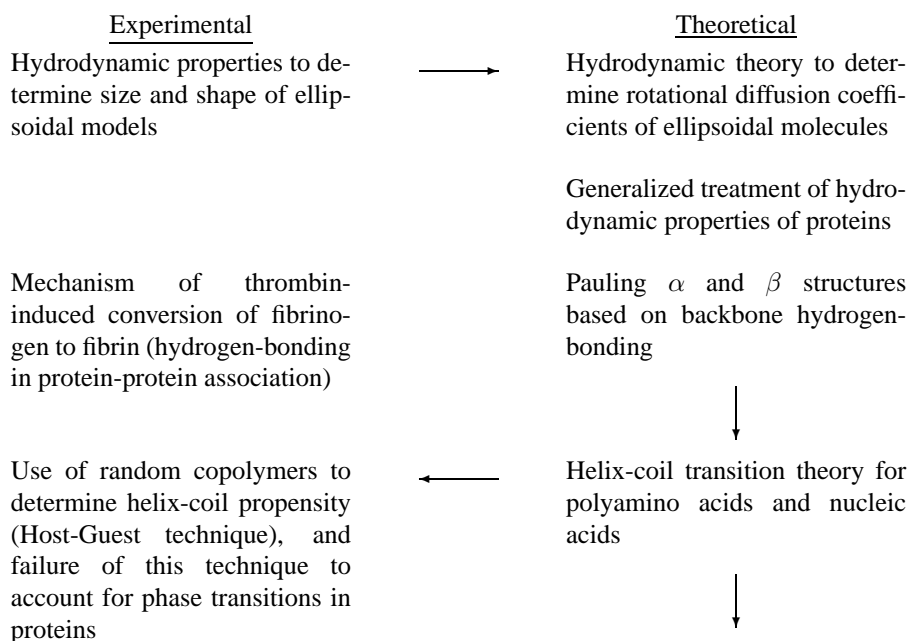 Experimental
Theoretical
Hydrodynamic properties to de-
termine size and shape of ellip-
soidal models
Hydrodynamic theory to deter-
mine rotational diffusion coeffi-
cients of ellipsoidal molecules
Generalized treatment of hydro-
dynamic properties of proteins
Mechanism of thrombin-
induced conversion of fibrino-
gen to fibrin (hydrogen-bonding
in protein-protein association)
Pauling α and β structures
based on backbone hydrogen-
bonding
Use of random copolymers to
determine helix-coil propensity
(Host-Guest technique), and
failure of this technique to
account for phase transitions in
proteins
Helix-coil transition theory for
polyamino acids and nucleic
acids